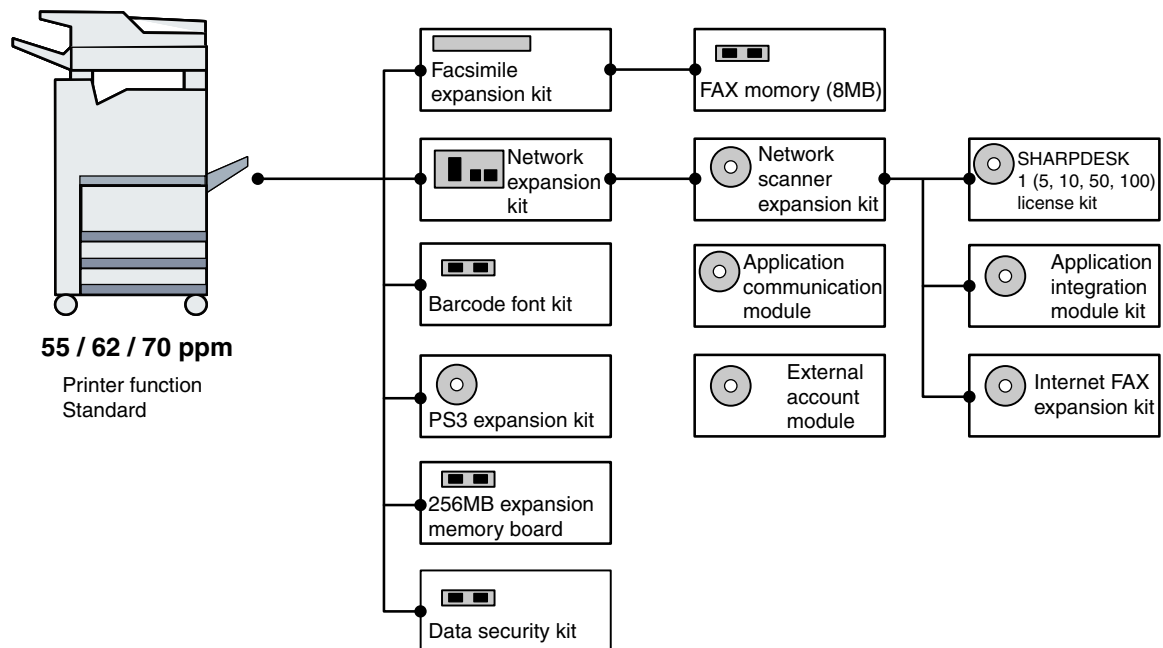 Facsimile
expansion kit
FAX momory (8MB)
Network
expansion
kit
Network
scanner
expansion kit
SHARPDESK
1 (5, 10, 50, 100)
license kit
Barcode font kit
Application
communication
module
Application
integration
module kit
55 / 62 / 70 ppm
Printer function
Standard
PS3 expansion kit
External
account
module
Internet FAX
expansion kit
256MB expansion
memory board
Data security kit